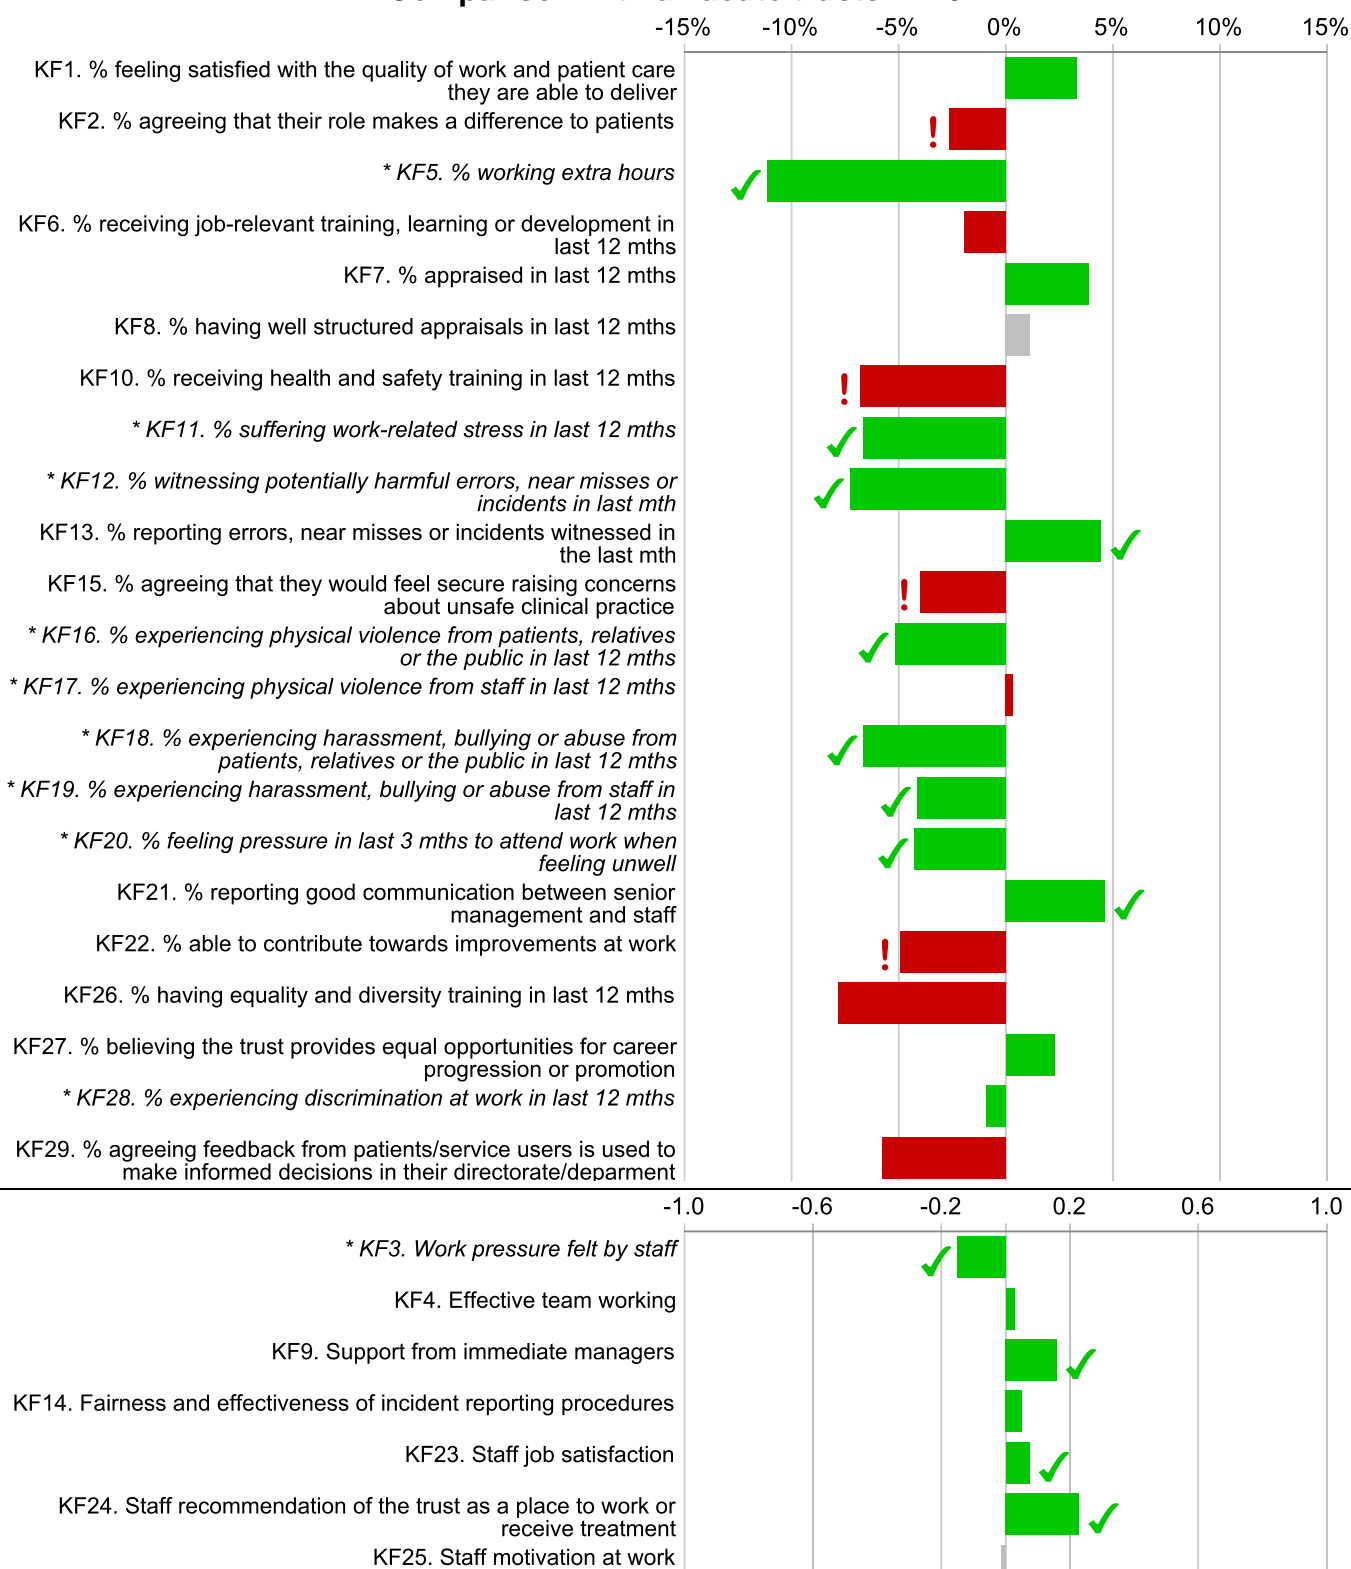 -15% -10% -5% 0% 5% 10% 15%
KF1. % feeling satisfied with the quality of work and patient care
they are able to deliver
KF2. % agreeing that their role makes a difference to patients
!
* KF5. % working extra hours
KF6. % receiving job-relevant training, learning or development in
last 12 mths
KF7. % appraised in last 12 mths
KF8. % having well structured appraisals in last 12 mths
KF10. % receiving health and safety training in last 12 mths
!
* KF11. % suffering work-related stress in last 12 mths
* KF12. % witnessing potentially harmful errors, near misses or
incidents in last mth
KF13. % reporting errors, near misses or incidents witnessed in
the last mth
KF15. % agreeing that they would feel secure raising concerns
about unsafe clinical practice
!
* KF16. % experiencing physical violence from patients, relatives
or the public in last 12 mths
* KF17. % experiencing physical violence from staff in last 12 mths
* KF18. % experiencing harassment, bullying or abuse from
patients, relatives or the public in last 12 mths
* KF19. % experiencing harassment, bullying or abuse from staff in
last 12 mths
* KF20. % feeling pressure in last 3 mths to attend work when
feeling unwell
KF21. % reporting good communication between senior
management and staff
KF22. % able to contribute towards improvements at work
!
KF26. % having equality and diversity training in last 12 mths
KF27. % believing the trust provides equal opportunities for career
progression or promotion
* KF28. % experiencing discrimination at work in last 12 mths
KF29. % agreeing feedback from patients/service users is used to
make informed decisions in their directorate/deparment
-1.0 -0.6 -0.2 0.2 0.6 1.0
* KF3. Work pressure felt by staff
KF4. Effective team working
KF9. Support from immediate managers
KF14. Fairness and effectiveness of incident reporting procedures
KF23. Staff job satisfaction
KF24. Staff recommendation of the trust as a place to work or
receive treatment
KF25. Staff motivation at work